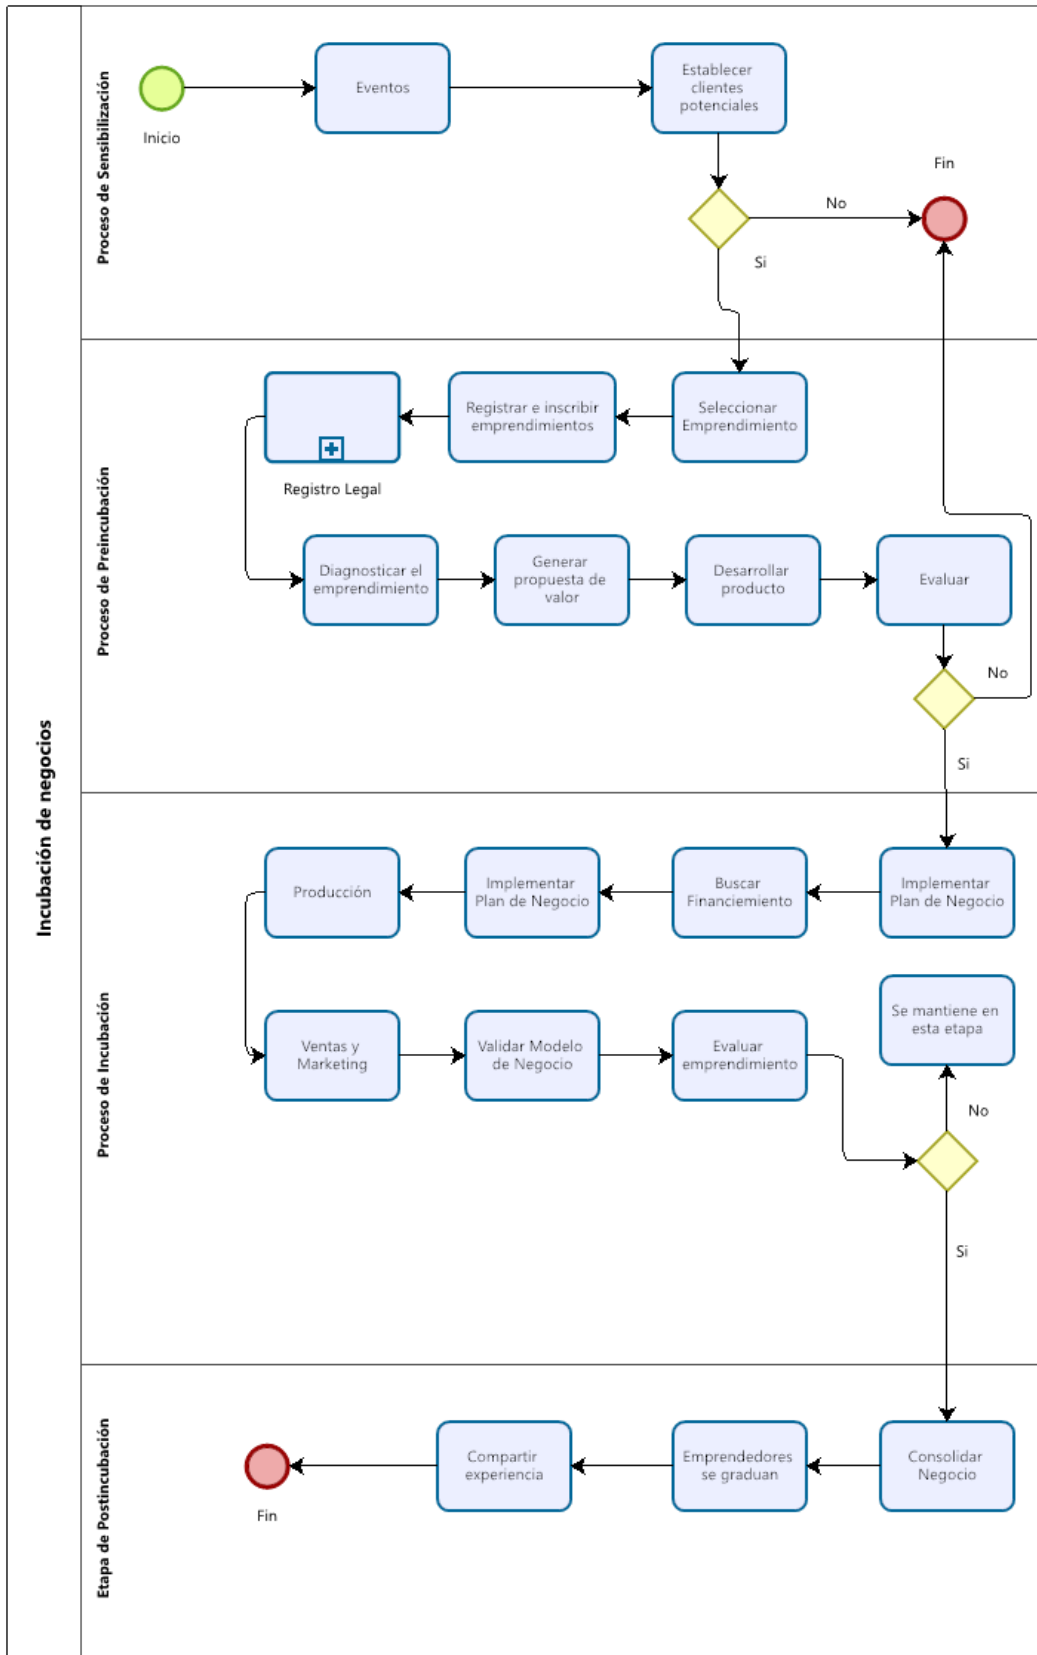 Incubación de negocios
Proceso de Sensibilización
Inicio
Eventos
Establecer
clientes
potenciales
No
Si
Fin
Proceso de Preincubación
Seleccionar
Emprendimiento
Registrar e inscribir
emprendimientos
Registro Legal
Diagnosticar el
emprendimiento
Generar
propuesta de
valor
Desarrollar
producto
Evaluar
No
Si
Proceso de Incubación
Implementar
Plan de Negocio
Buscar
Financiemiento
Implementar
Plan de Negocio
Producción
Ventas y
Marketing
Validar Modelo
de Negocio
Evaluar
emprendimiento
Se mantiene en
esta etapa
No
Si
Etapa de Postincubación
Consolidar
Negocio
Emprendedores
se graduan
Compartir
experiencia
Fin